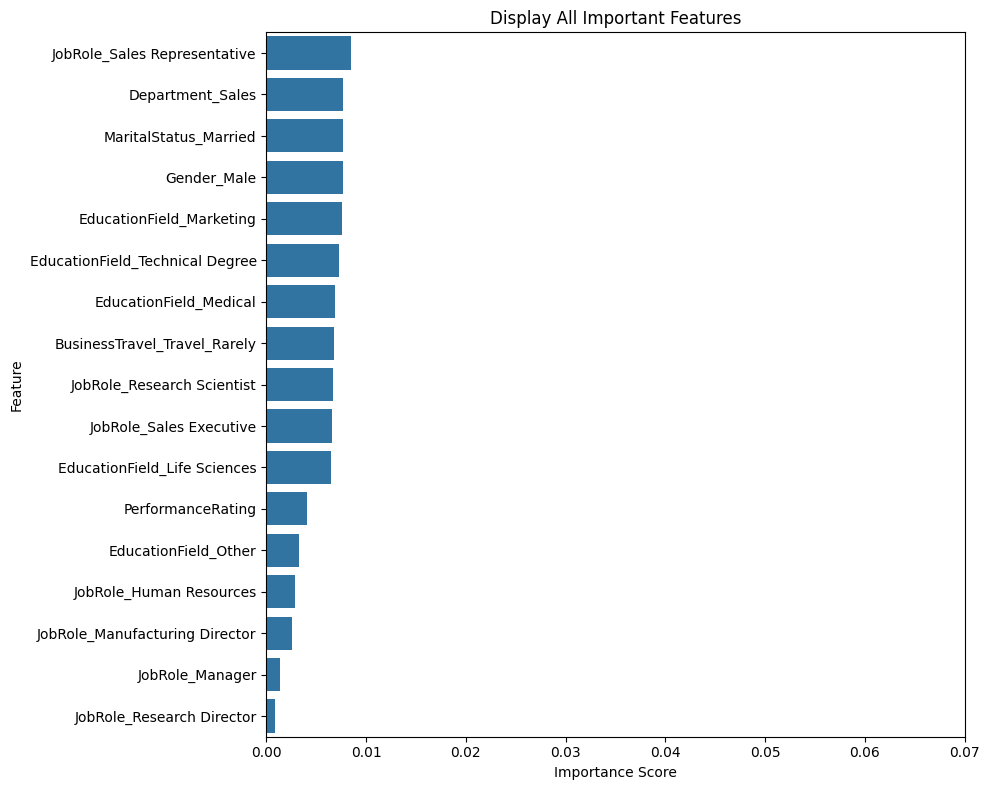 Display All Important Features
JobRole_Sales Representative
Department_Sales
MaritalStatus_Married
Gender_Male
EducationField_Marketing
EducationField_Technical Degree
EducationField_Medical
BusinessTravel_Travel_Rarely
JobRole_Research Scientist
JobRole_Sales Executive
EducationField_Life Sciences
PerformanceRating
EducationField_Other
JobRole_Human Resources
JobRole_Manufacturing Director
JobRole_Manager
JobRole_Research Director
Feature
0.00 0.01 0.02 0.03 0.04 0.05 0.06 0.07
Importance Score